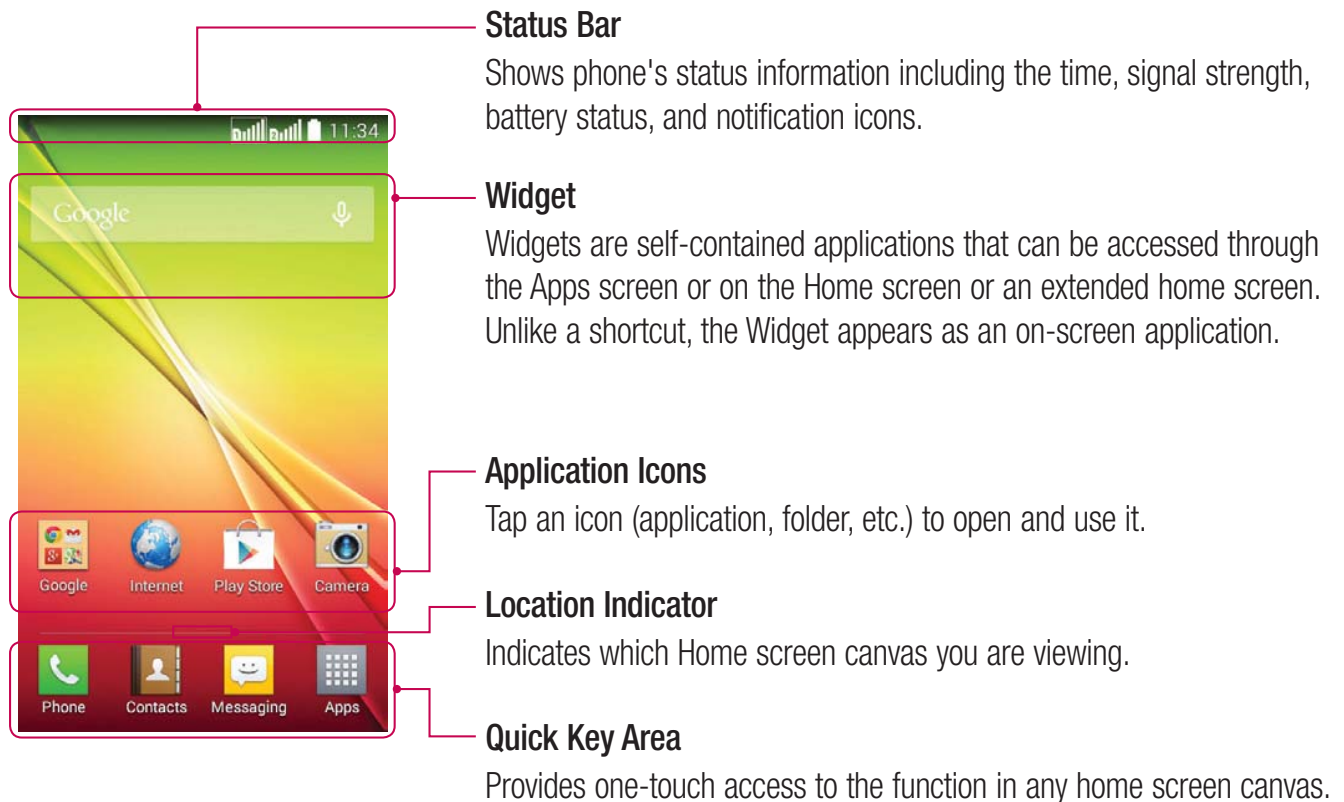 Status Bar
Shows phone's status information including the time, signal strength,
battery status, and notification icons.
11:34
Google
Widget
Widgets are self-contained applications that can be accessed through
the Apps screen or on the Home screen or an extended home screen.
Unlike a shortcut, the Widget appears as an on-screen application.
Application Icons
Tap an icon (application, folder, etc.) to open and use it.
Google Internet Play Store Camera
Location Indicator
Indicates which Home screen canvas you are viewing.
Phone Contacts Messaging Apps
Quick Key Area
Provides one-touch access to the function in any home screen canvas.